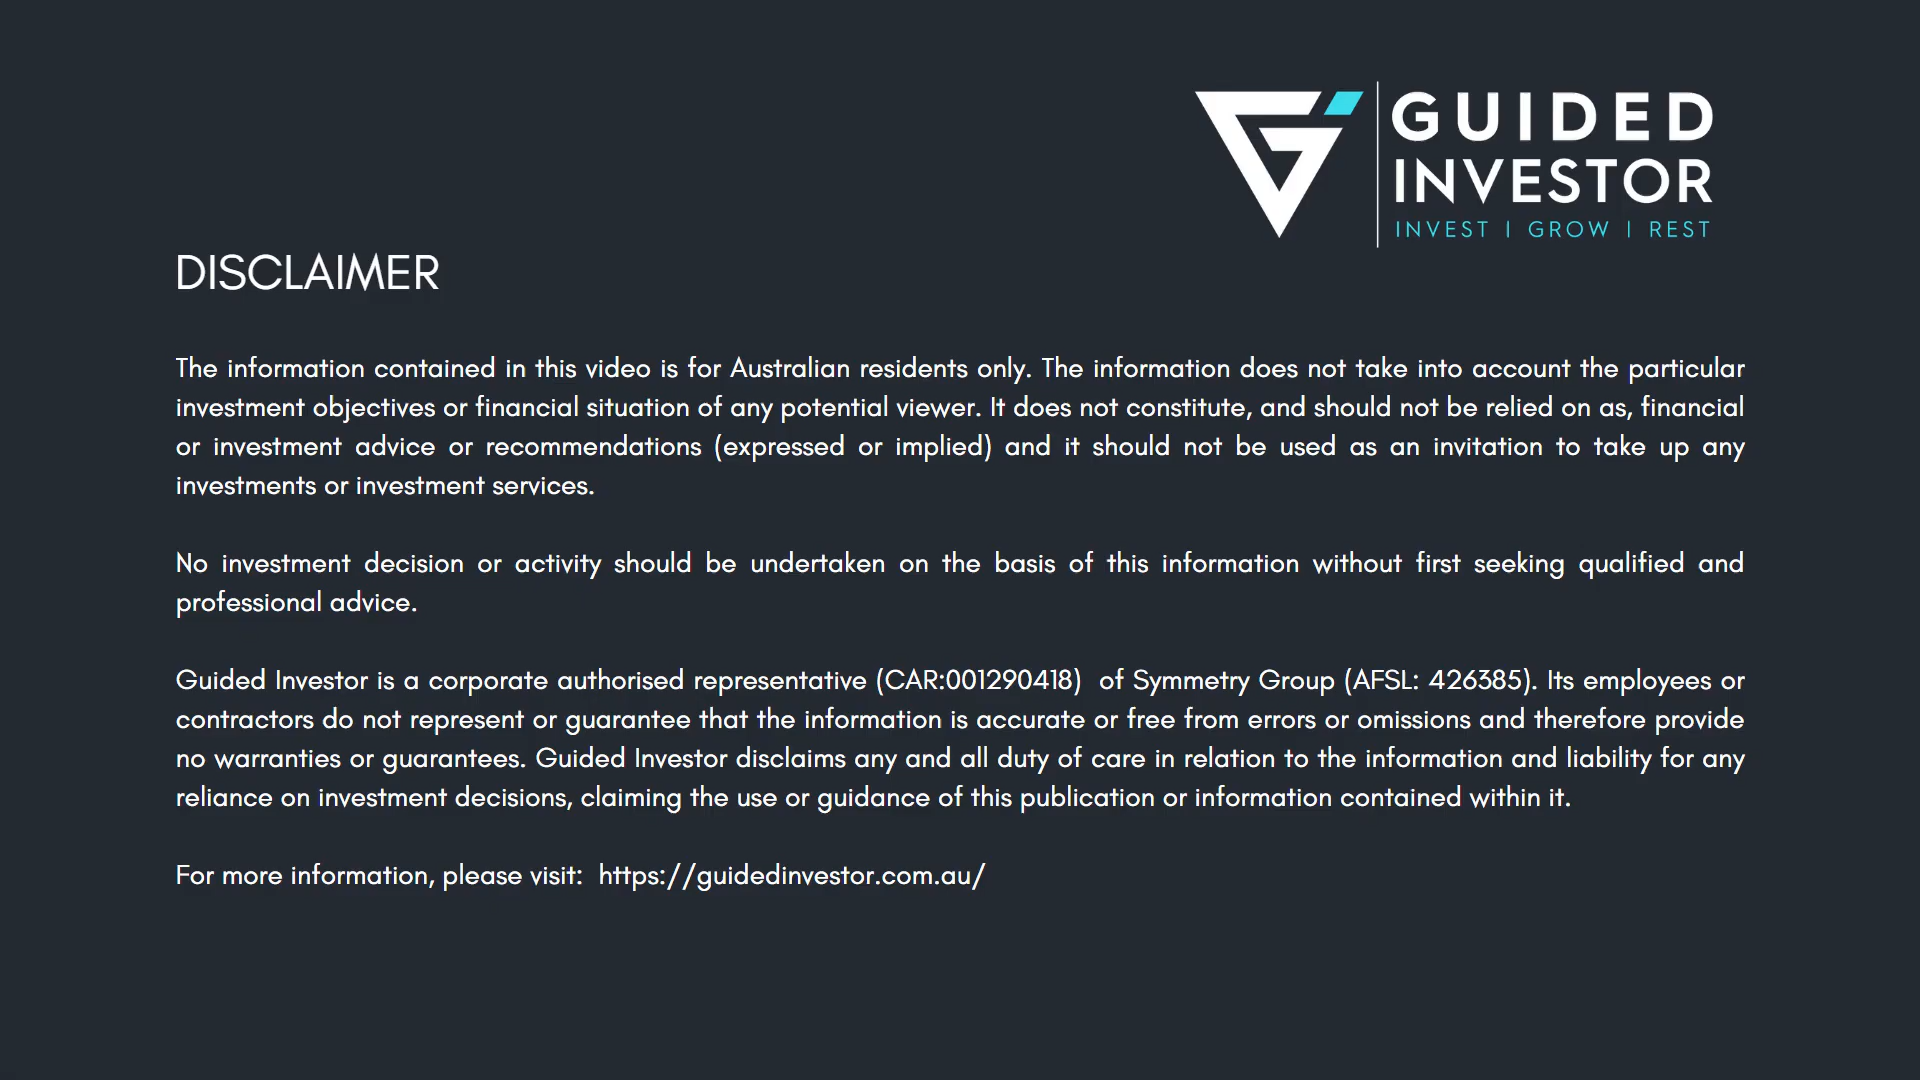 GUIDED
INVESTOR
INVEST | GROW | REST
DISCLAIMER
The information contained in this video is for Australian residents only. The information does not take into account the particular
investment objectives or financial situation of any potential viewer. It does not constitute, and should not be relied on as, financial
or investment advice or recommendations (expressed or implied) and it should not be used as an invitation to take up any
investments or investment services.
No investment decision or activity should be undertaken on the basis of this information without first seeking qualified and
professional advice.
Guided Investor is a corporate authorised representative (CAR:001290418)  of Symmetry Group (AFSL: 426385). Its employees or
contractors do not represent or guarantee that the information is accurate or free from errors or omissions and therefore provide
no warranties or guarantees. Guided Investor disclaims any and all duty of care in relation to the information and liability for any
reliance on investment decisions, claiming the use or guidance of this publication or information contained within it.
For more information, please visit:  https://guidedinvestor.com.au/